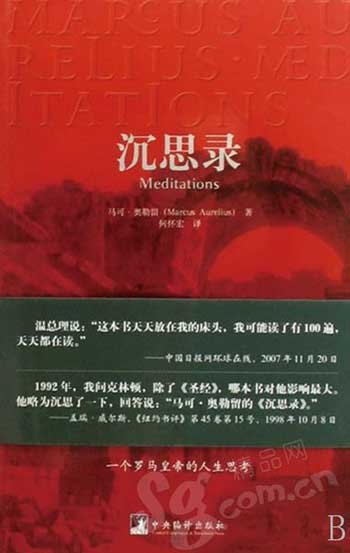 MARCUS AU
RELIUS·MED
ITATIONS
沉思录
Meditations
马可·奥勒留（Marcus Aurelius）著
何怀宏 译
温总理说：“这本书天天放在我的床头，我可能读了有100遍，
天天都在读。”
——中国日报网环球在线，2007年11月20日
1992年，我问克林顿，除了《圣经》，哪本书对他影响最大。
他略为沉思了一下，回答说：“马可·奥勒留的《沉思录》。”
——盖瑞·威尔斯，《纽约书评》第45卷第15号，1998年10月8日
一个罗马皇帝的人生思考
精品网
sg.com.cn
中央编译出版社
B